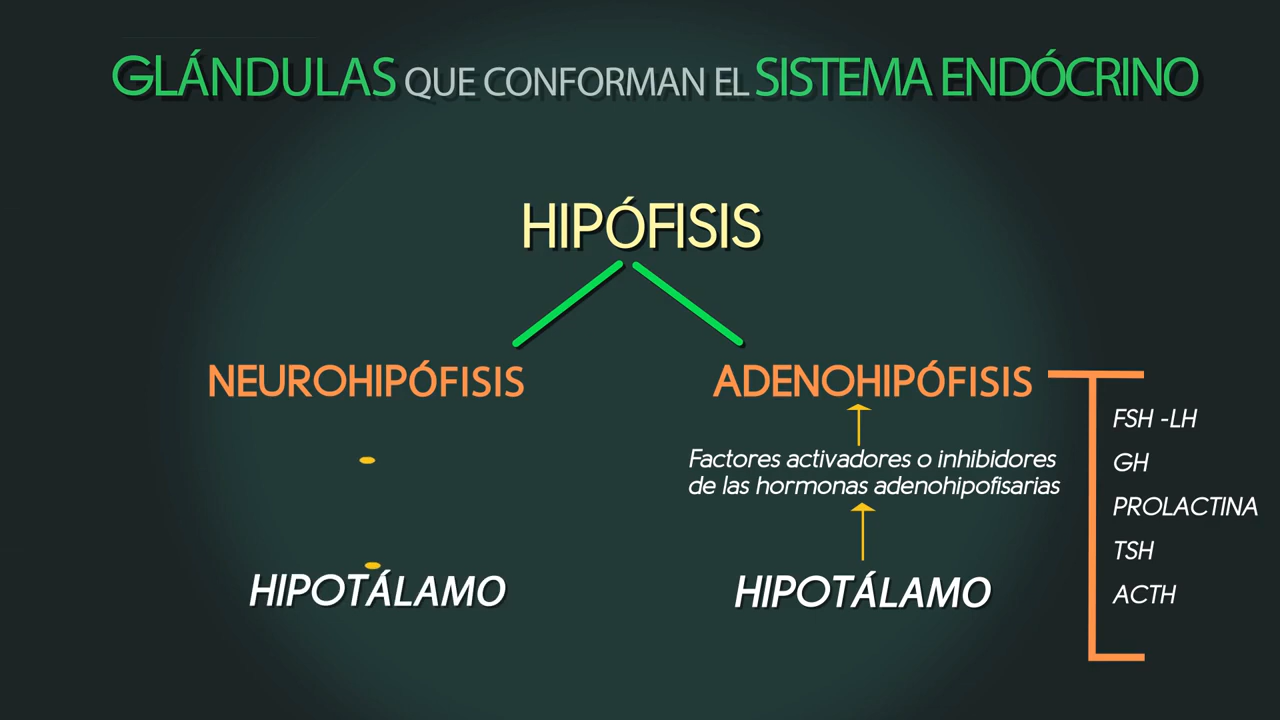 GLÁNDULAS QUE CONFORMAN EL SISTEMA ENDÓCRINO
HIPÓFISIS
NEUROHIPÓFISIS
HIPOTÁLAMO
ADENOHIPÓFISIS
Factores activadores o inhibidores
de las hormonas adenohipofisarias
HIPOTÁLAMO
FSH -LH
GH
PROLACTINA
TSH
ACTH